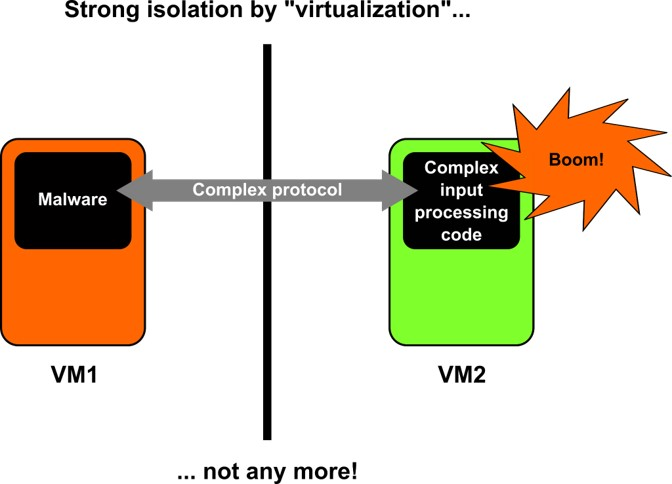 Strong isolation by "virtualization"...
Malware
Complex protocol
Complex
input
processing
code
Boom!
VM1
VM2
... not any more!